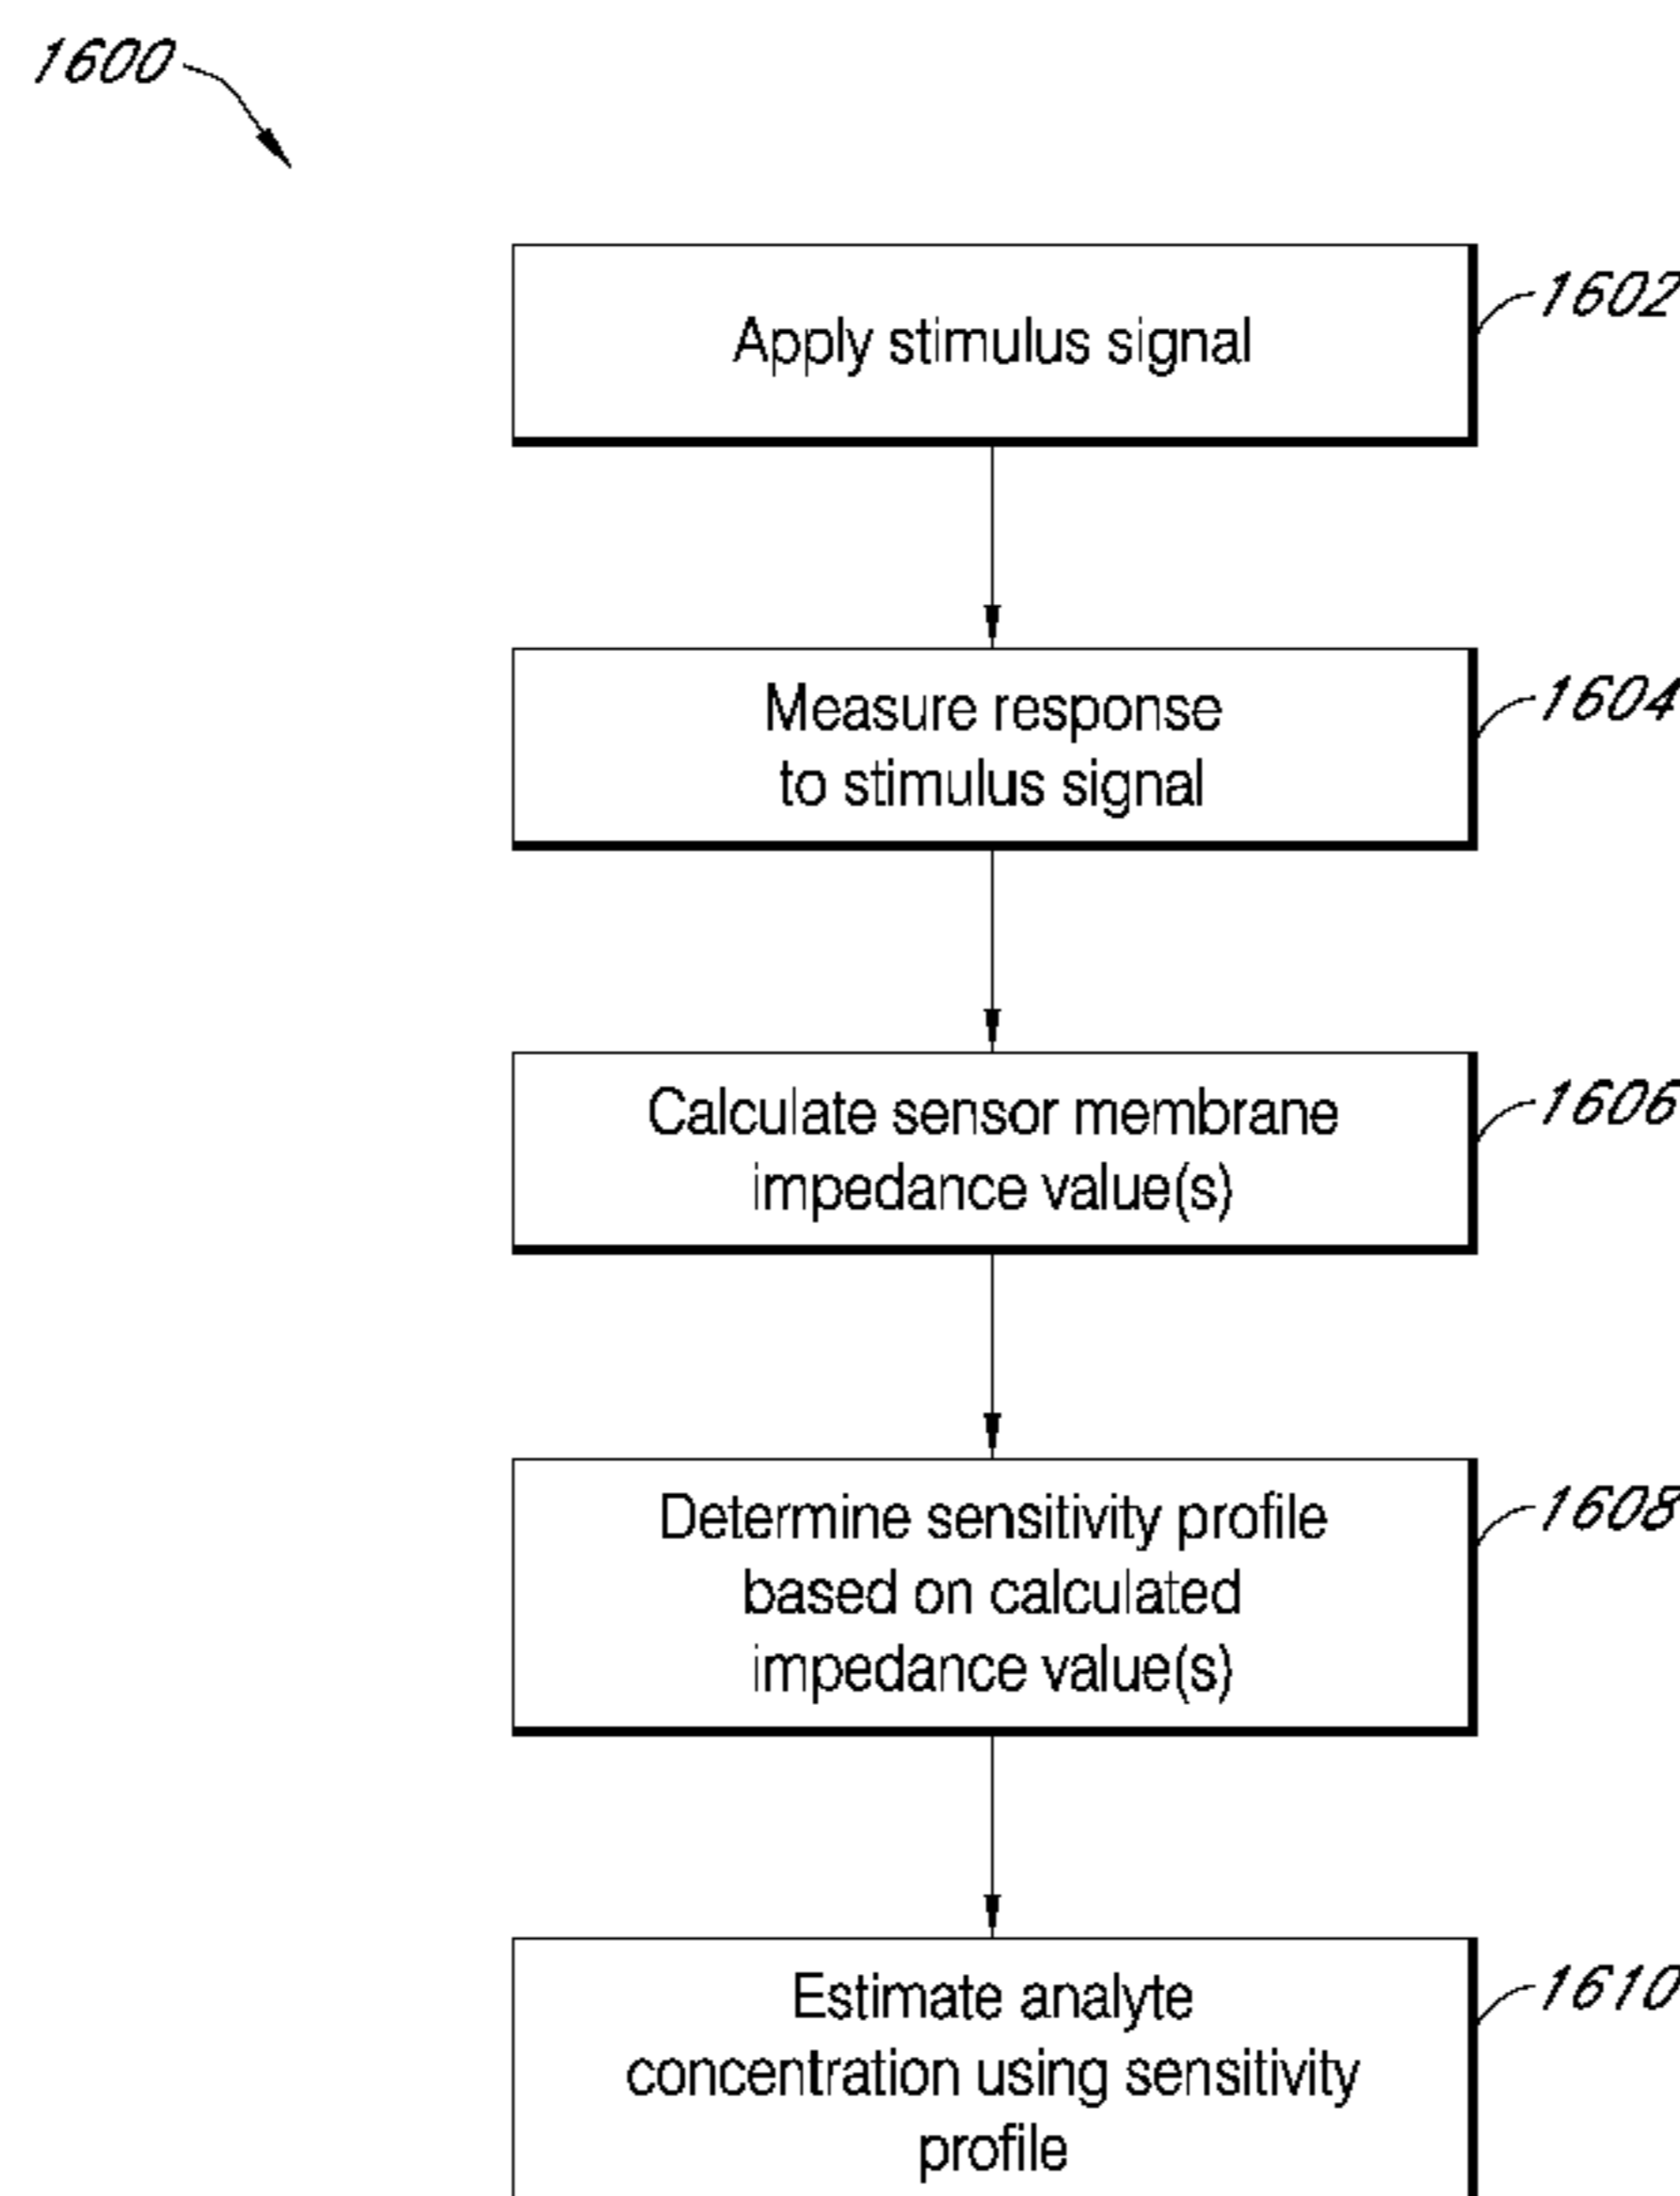 1600
Apply stimulus signal
1602
Measure response
to stimulus signal
1604
Calculate sensor membrane
impedance value(s)
1606
Determine sensitivity profile
based on calculated
impedance value(s)
1608
Estimate analyte
concentration using sensitivity
profile
1610